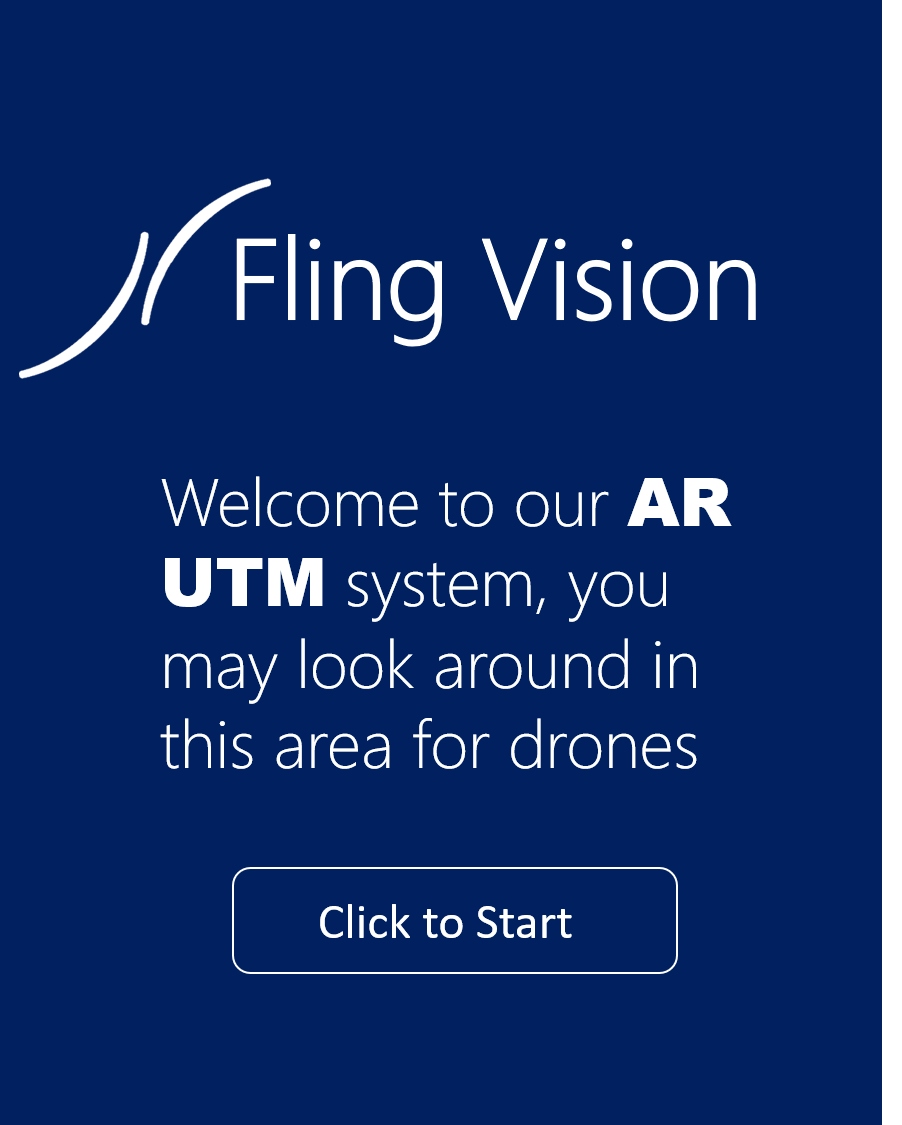 Fling Vision
Welcome to our AR
UTM system, you
may look around in
this area for drones
Click to Start